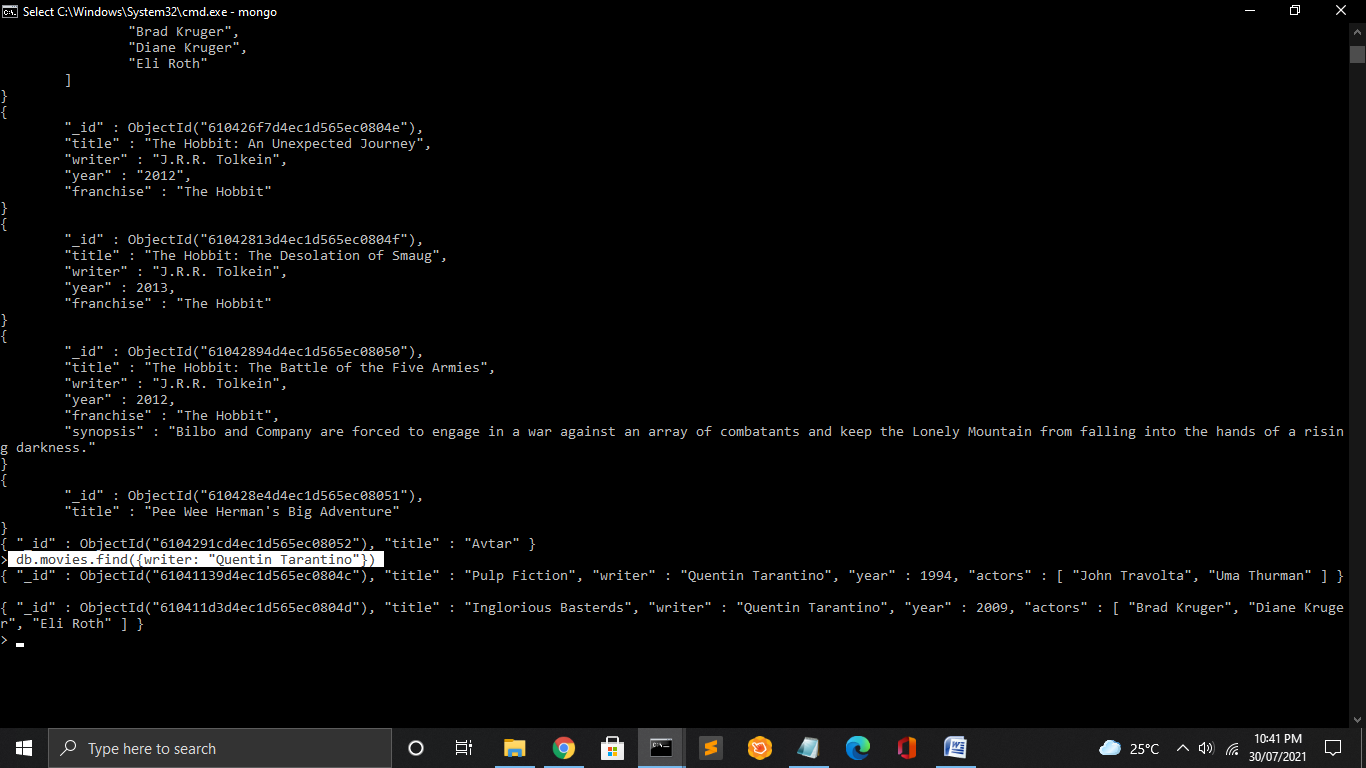 Select C:\Windows\System32\cmd.exe - mongo
"Brad Kruger",
"Diane Kruger",
"Eli Roth"
]
}
{
"_id" : ObjectId("610426f7d4ec1d565ec0804e"),
"title" : "The Hobbit: An Unexpected Journey",
"writer" : "J.R.R. Tolkein",
"year" : "2012",
"franchise" : "The Hobbit"
}
{
"_id" : ObjectId("61042813d4ec1d565ec0804f"),
"title" : "The Hobbit: The Desolation of Smaug",
"writer" : "J.R.R. Tolkein",
"year" : 2013,
"franchise" : "The Hobbit"
}
{
"_id" : ObjectId("61042894d4ec1d565ec08050"),
"title" : "The Hobbit: The Battle of the Five Armies",
"writer" : "J.R.R. Tolkein",
"year" : 2012,
"franchise" : "The Hobbit",
"synopsis" : "Bilbo and Company are forced to engage in a war against an array of combatants and keep the Lonely Mountain from falling into the hands of a risin
g darkness."
}
{
"_id" : ObjectId("610428e4d4ec1d565ec08051"),
"title" : "Pee Wee Herman's Big Adventure"
}
{ "_id" : ObjectId("6104291cd4ec1d565ec08052"), "title" : "Avtar" }
> db.movies.find({writer: "Quentin Tarantino"})
{ "_id" : ObjectId("61041139d4ec1d565ec0804c"), "title" : "Pulp Fiction", "writer" : "Quentin Tarantino", "year" : 1994, "actors" : [ "John Travolta", "Uma Thurman" ] }
{ "_id" : ObjectId("610411d3d4ec1d565ec0804d"), "title" : "Inglorious Basterds", "writer" : "Quentin Tarantino", "year" : 2009, "actors" : [ "Brad Kruger", "Diane Kruge
r", "Eli Roth" ] }
>
Type here to search
25°C
10:41 PM
30/07/2021